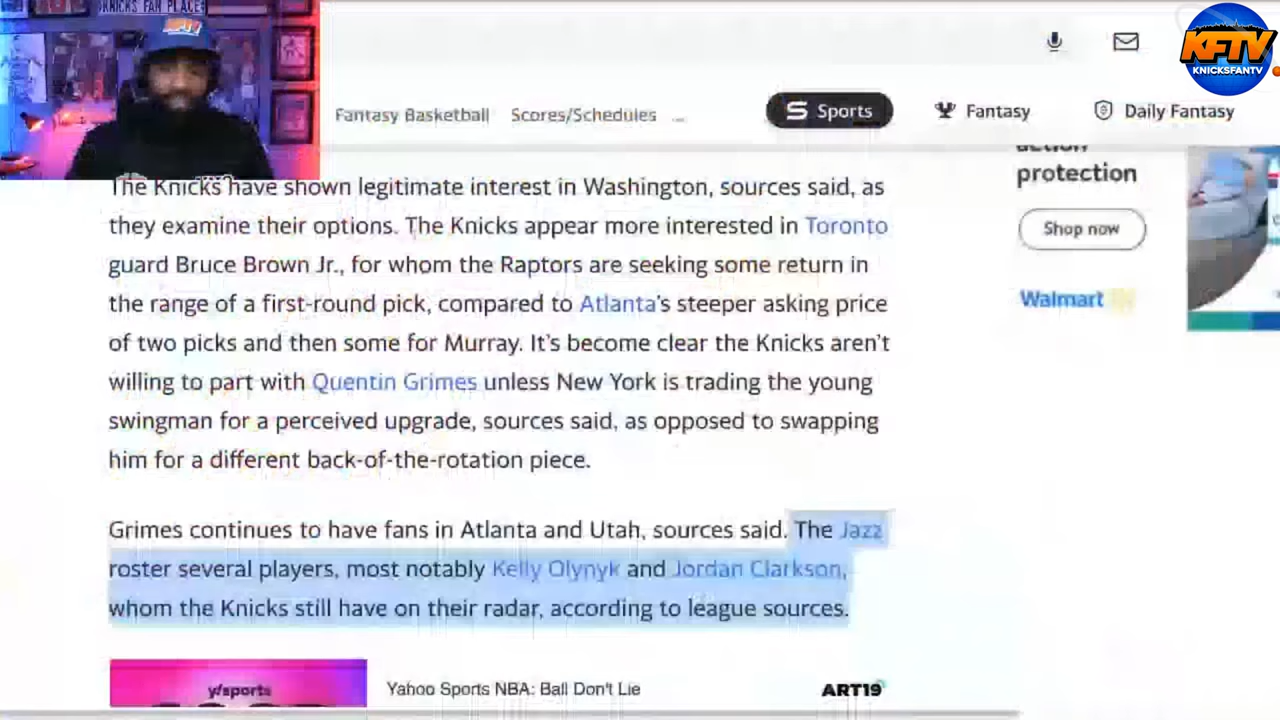 KNICKS FAN PLACE
KFTV
KFTV
KNICKSFANTV
Fantasy Basketball Scores/Schedules ...
Sports
Fantasy
Daily Fantasy
action
protection
Shop now
Walmart
The Knicks have shown legitimate interest in Washington, sources said, as
they examine their options. The Knicks appear more interested in Toronto
guard Bruce Brown Jr., for whom the Raptors are seeking some return in
the range of a first-round pick, compared to Atlanta's steeper asking price
of two picks and then some for Murray. It's become clear the Knicks aren't
willing to part with Quentin Grimes unless New York is trading the young
swingman for a perceived upgrade, sources said, as opposed to swapping
him for a different back-of-the-rotation piece.
Grimes continues to have fans in Atlanta and Utah, sources said. The Jazz
roster several players, most notably Kelly Olynyk and Jordan Clarkson,
whom the Knicks still have on their radar, according to league sources.
y/sports
Yahoo Sports NBA: Ball Don't Lie
ART19